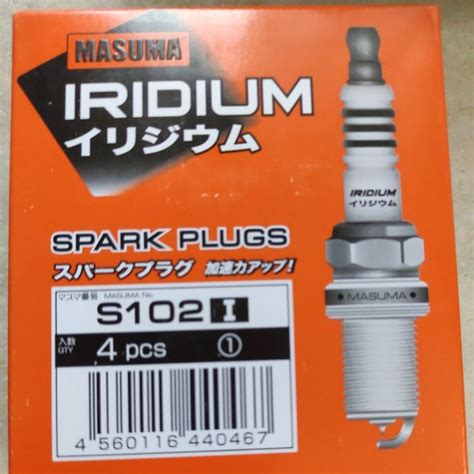 MASUMA
IRIDIUM
イリジウム
IRIDIUM
イリジウム
SPARK PLUGS
スパークプラグ 加速力アップ!
• MASUMA •
マスマ番号 MASUMA No
S102 I
入数
QTY
4 pcs ①
4 560116 440467